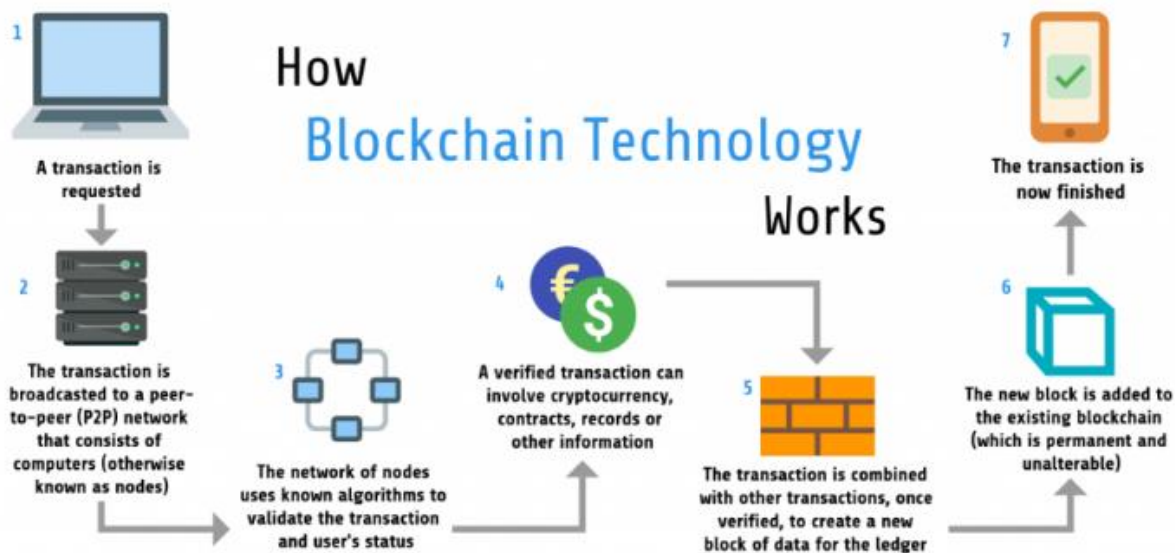 How
Blockchain Technology
Works
1
A transaction is
requested
2
The transaction is
broadcasted to a peer-
to-peer (P2P) network
that consists of
computers (otherwise
known as nodes)
3
The network of nodes
uses known algorithms to
validate the transaction
and user's status
4
€
$
A verified transaction can
involve cryptocurrency,
contracts, records or
other information
5
The transaction is combined
with other transactions, once
verified, to create a new
block of data for the ledger
6
The new block is added to
the existing blockchain
(which is permanent and
unalterable)
7
The transaction is
now finished